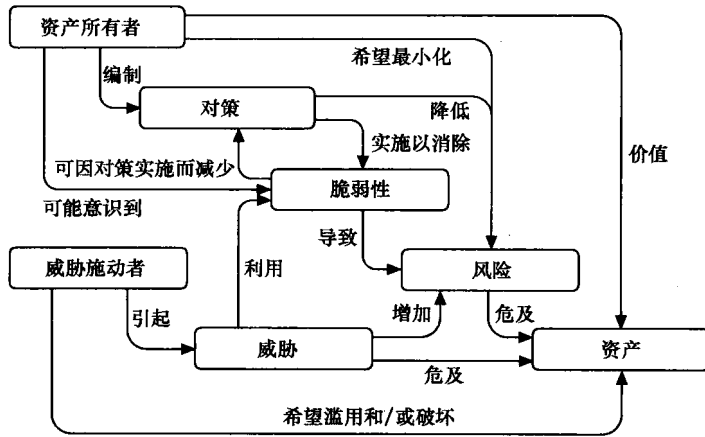 资产所有者
希望最小化
编制
对策
降低
实施以消除
价值
可因对策实施而减少
脆弱性
可能意识到
导致
威胁施动者
利用
风险
引起
增加
危及
威胁
资产
危及
希望滥用和/或破坏